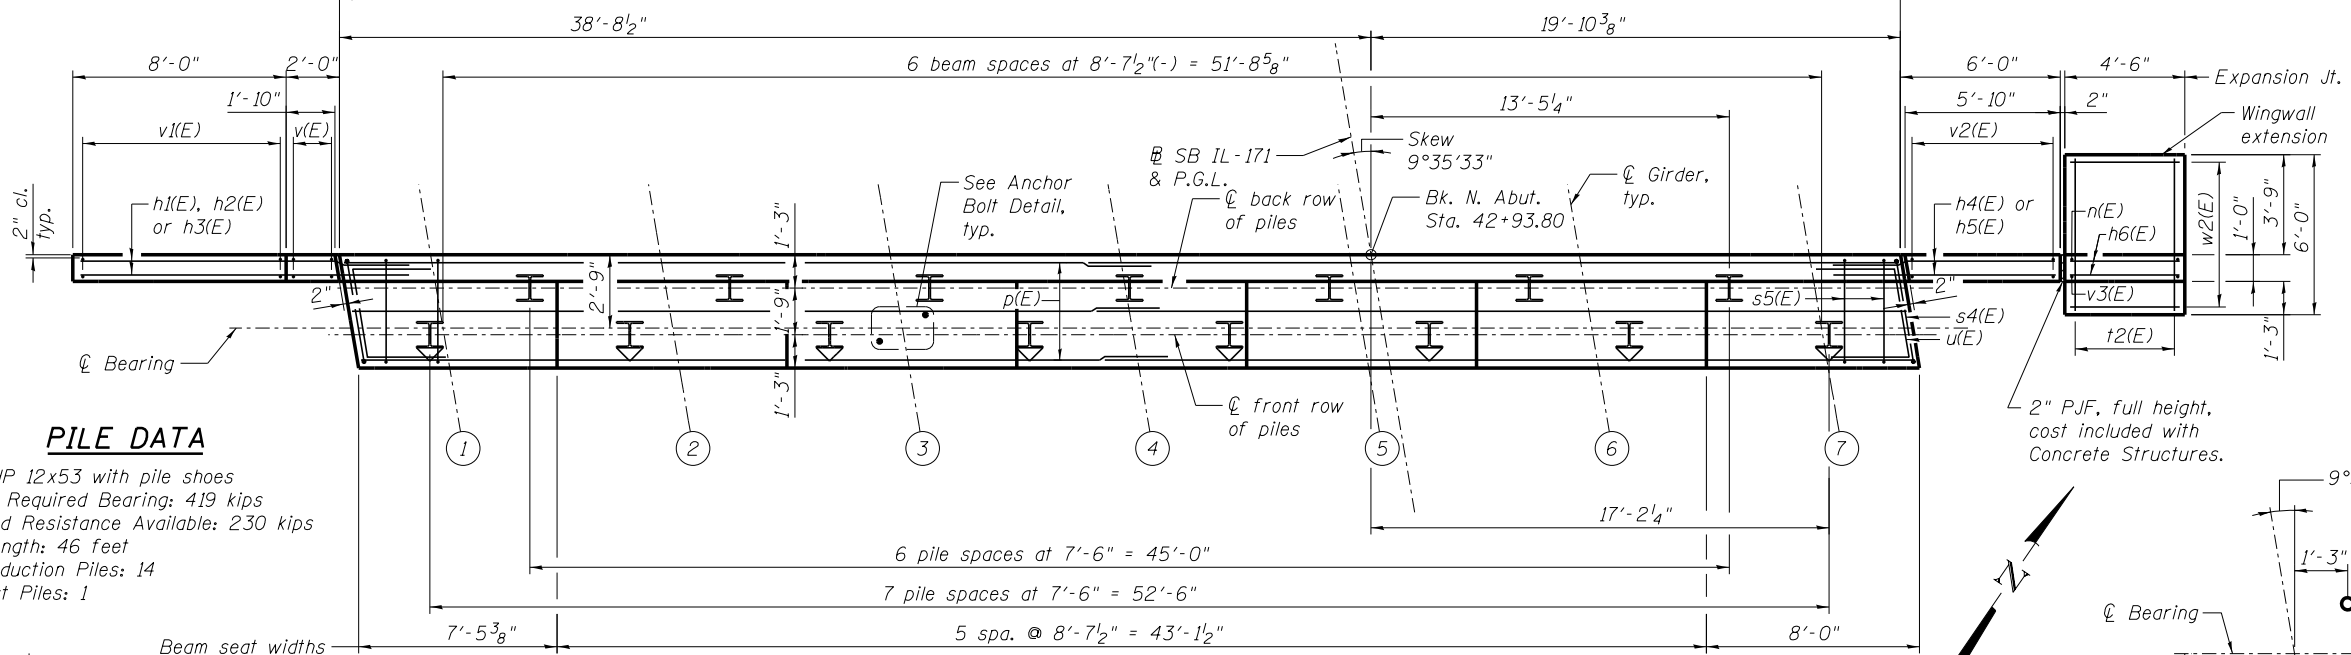 38'-8½"
19'-10⅜"
8'-0"
2'-0"
6 beam spaces at 8'-7½"(-) = 51'-8⅝"
6'-0"
4'-6"
Expansion Jt.
1'-10"
13'-5¼"
5'-10"
2"
v1(E)
v(E)
v2(E)
Wingwall
extension
℄ SB IL-171
& P.G.L.
Skew
9°35'33"
See Anchor
Bolt Detail,
typ.
℄ back row
of piles
Bk. N. Abut.
Sta. 42+93.80
℄ Girder,
typ.
2" cl.
typ.
h1(E), h2(E)
or h3(E)
h4(E) or
h5(E)
n(E)
h6(E)
v3(E)
w2(E)
1'-0"
3'-9"
6'-0"
1'-3"
t2(E)
1'-3"
2'-9"
1'-9"
1'-3"
2"
p(E)
s5(E)
2"
s4(E)
u(E)
℄ Bearing
℄ front row
of piles
1
2
3
4
5
6
7
2" PJF, full height,
cost included with
Concrete Structures.
PILE DATA
HP 12x53 with pile shoes
Required Bearing: 419 kips
d Resistance Available: 230 kips
ngth: 46 feet
duction Piles: 14
t Piles: 1
17'-2¼"
6 pile spaces at 7'-6" = 45'-0"
7 pile spaces at 7'-6" = 52'-6"
Beam seat widths
7'-5⅜"
5 spa. @ 8'-7½" = 43'-1½"
8'-0"
N
9°
1'-3"
℄ Bearing